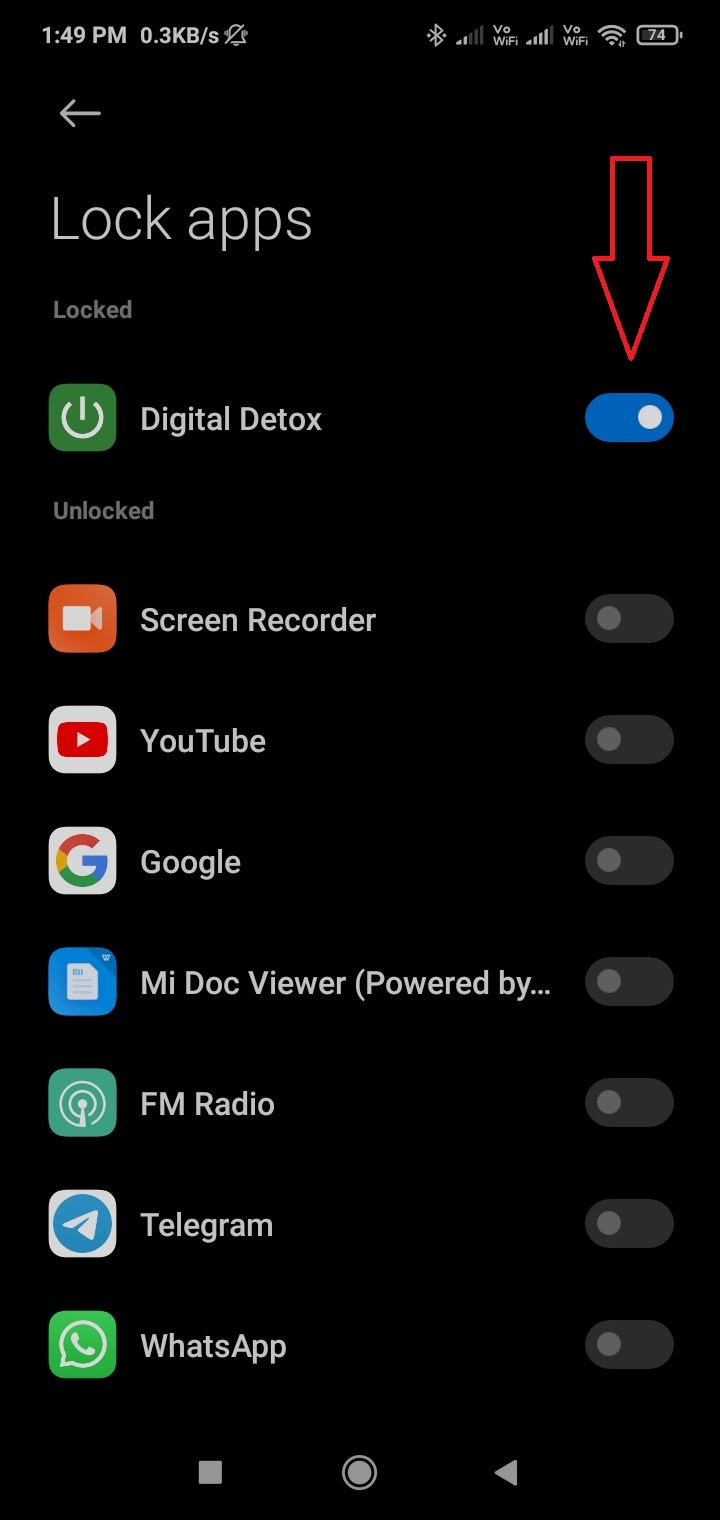 1:49 PM 0.3KB/s Vo WiFi Vo WiFi 74
Lock apps
Locked
Digital Detox
Unlocked
Screen Recorder
YouTube
Google
Mi Doc Viewer (Powered by...
FM Radio
Telegram
WhatsApp